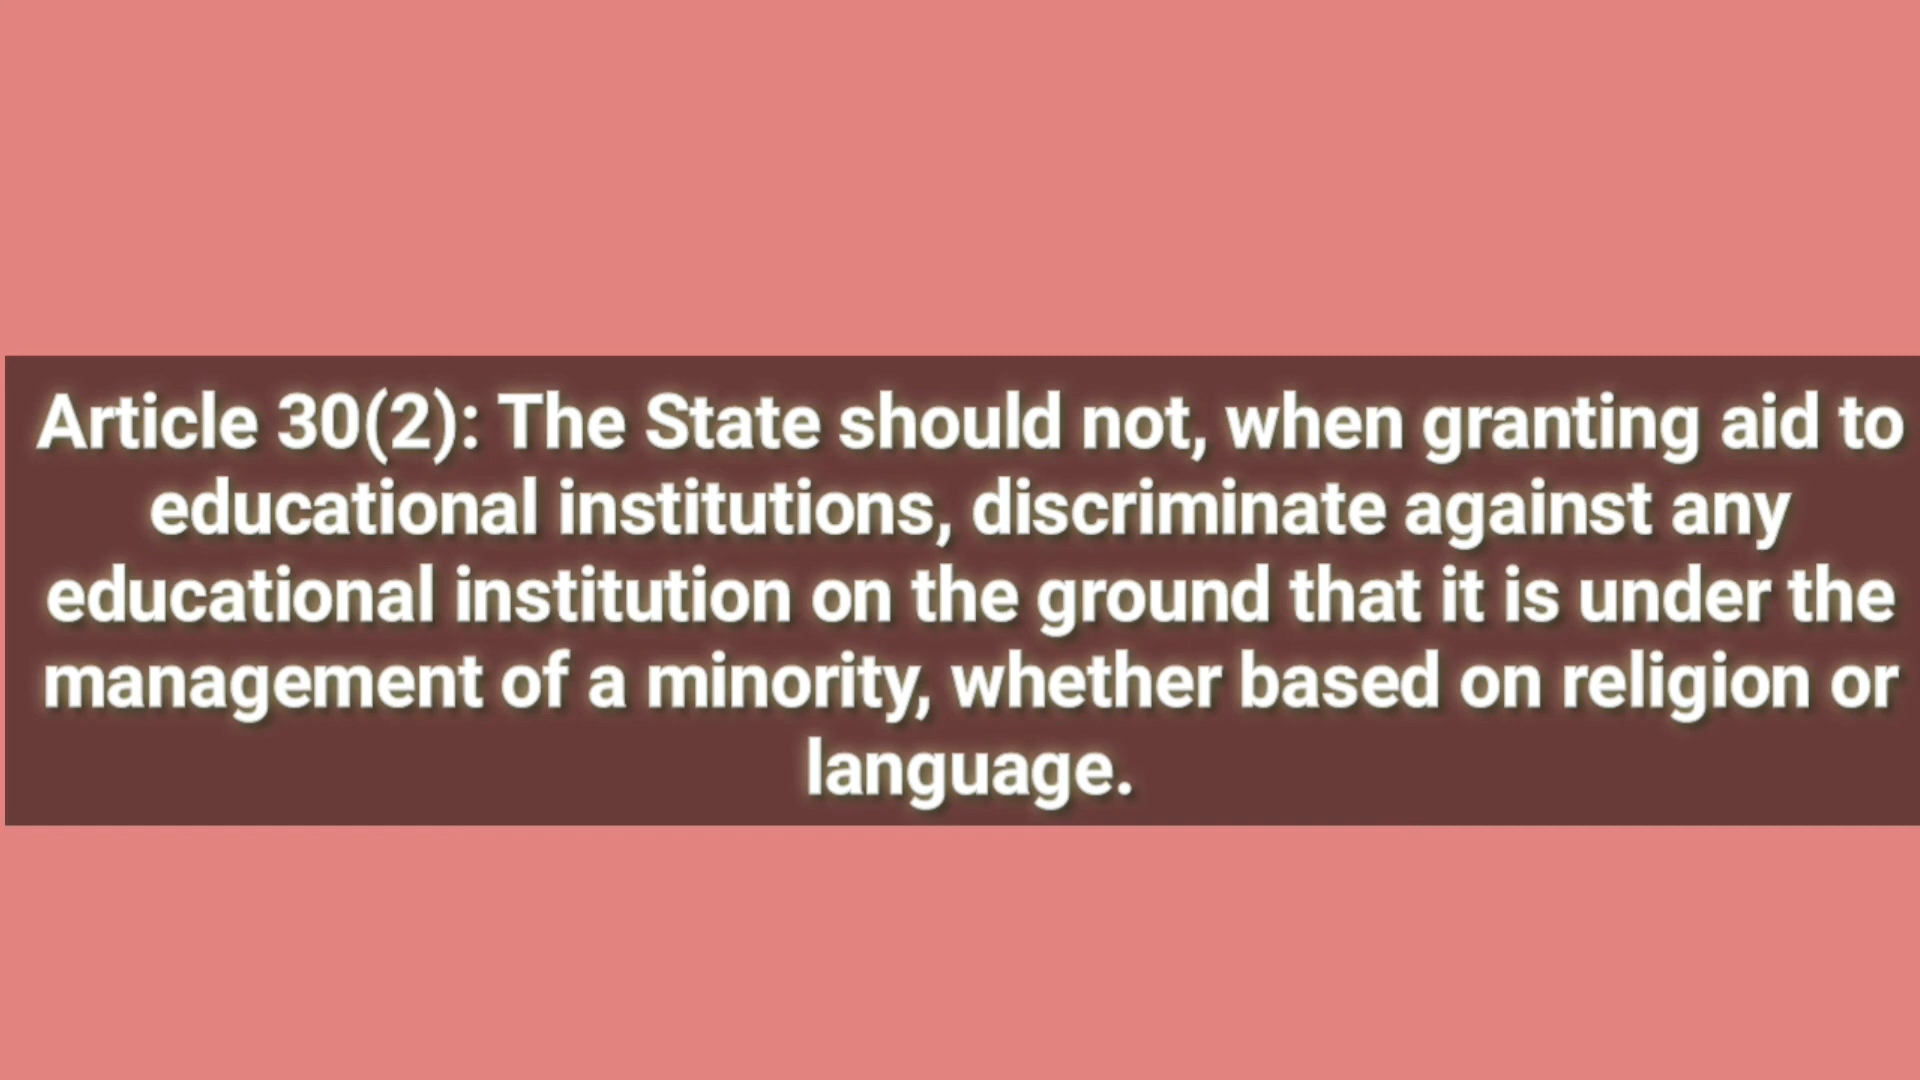 Article 30(2): The State should not, when granting aid to
educational institutions, discriminate against any
educational institution on the ground that it is under the
management of a minority, whether based on religion or
language.